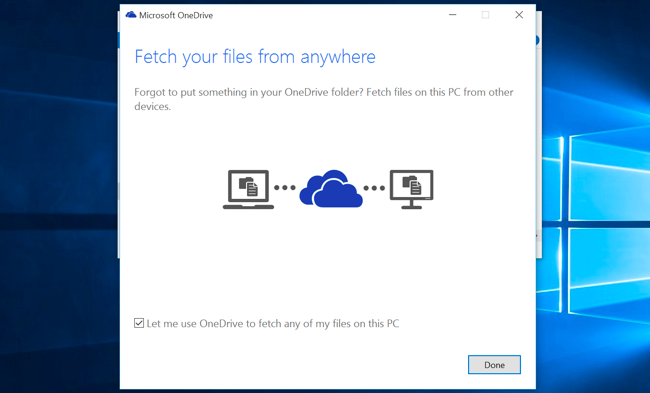 Microsoft OneDrive
Fetch your files from anywhere
Forgot to put something in your OneDrive folder? Fetch files on this PC from other
devices.
Let me use OneDrive to fetch any of my files on this PC
Done